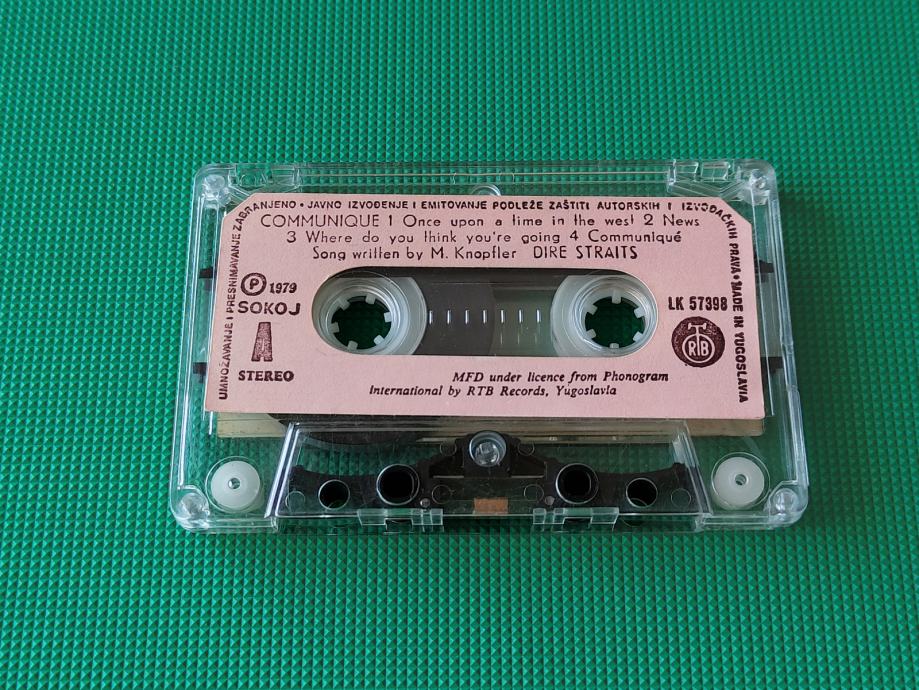 UMNOŽAVANJE I PRESNIMAVANJE ZABRANJENO • JAVNO IZVOĐENJE I EMITOVANJE PODLEŽE ZAŠTITI AUTORSKIH I IZVOĐAČKIH PRAVA • MADE IN YUGOSLAVIA
COMMUNIQUE 1 Once upon a time in the west 2 News
3 Where do you think you're going 4 Communiqué
Song written by M. Knopfler DIRE STRAITS
P 1979
SOKOJ
LK 57398
RTB
A
STEREO
MFD under licence from Phonogram
International by RTB Records, Yugoslavia